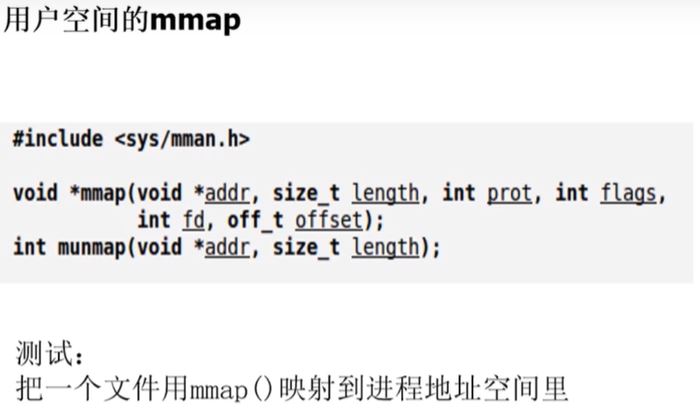 用户空间的mmap
#include <sys/mman.h>
void *mmap(void *addr, size_t length, int prot, int flags,
int fd, off_t offset);
int munmap(void *addr, size_t length);
测试:
把一个文件用mmap()映射到进程地址空间里